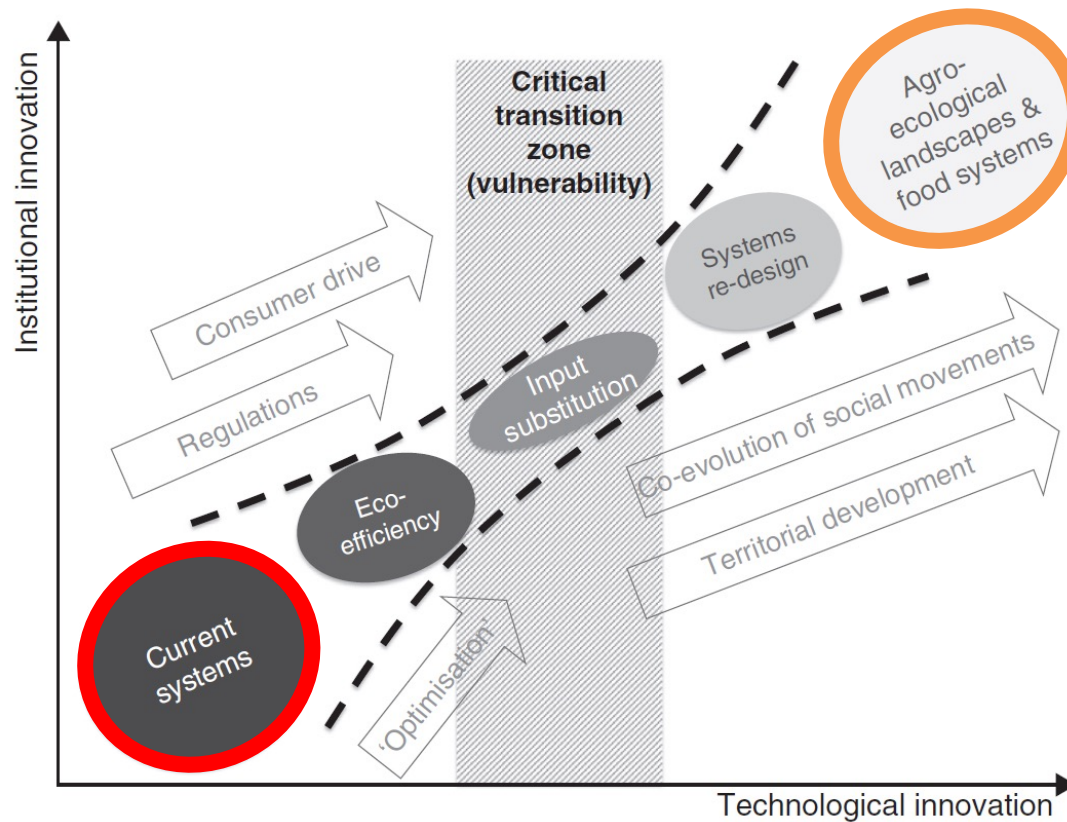 Institutional innovation
Critical
transition
zone
(vulnerability)
Agro-
ecological
landscapes &
food systems
Systems
re-design
Consumer drive
Regulations
Input
substitution
Eco-
efficiency
Current
systems
'Optimisation'
Co-evolution of social movements
Territorial development
Technological innovation